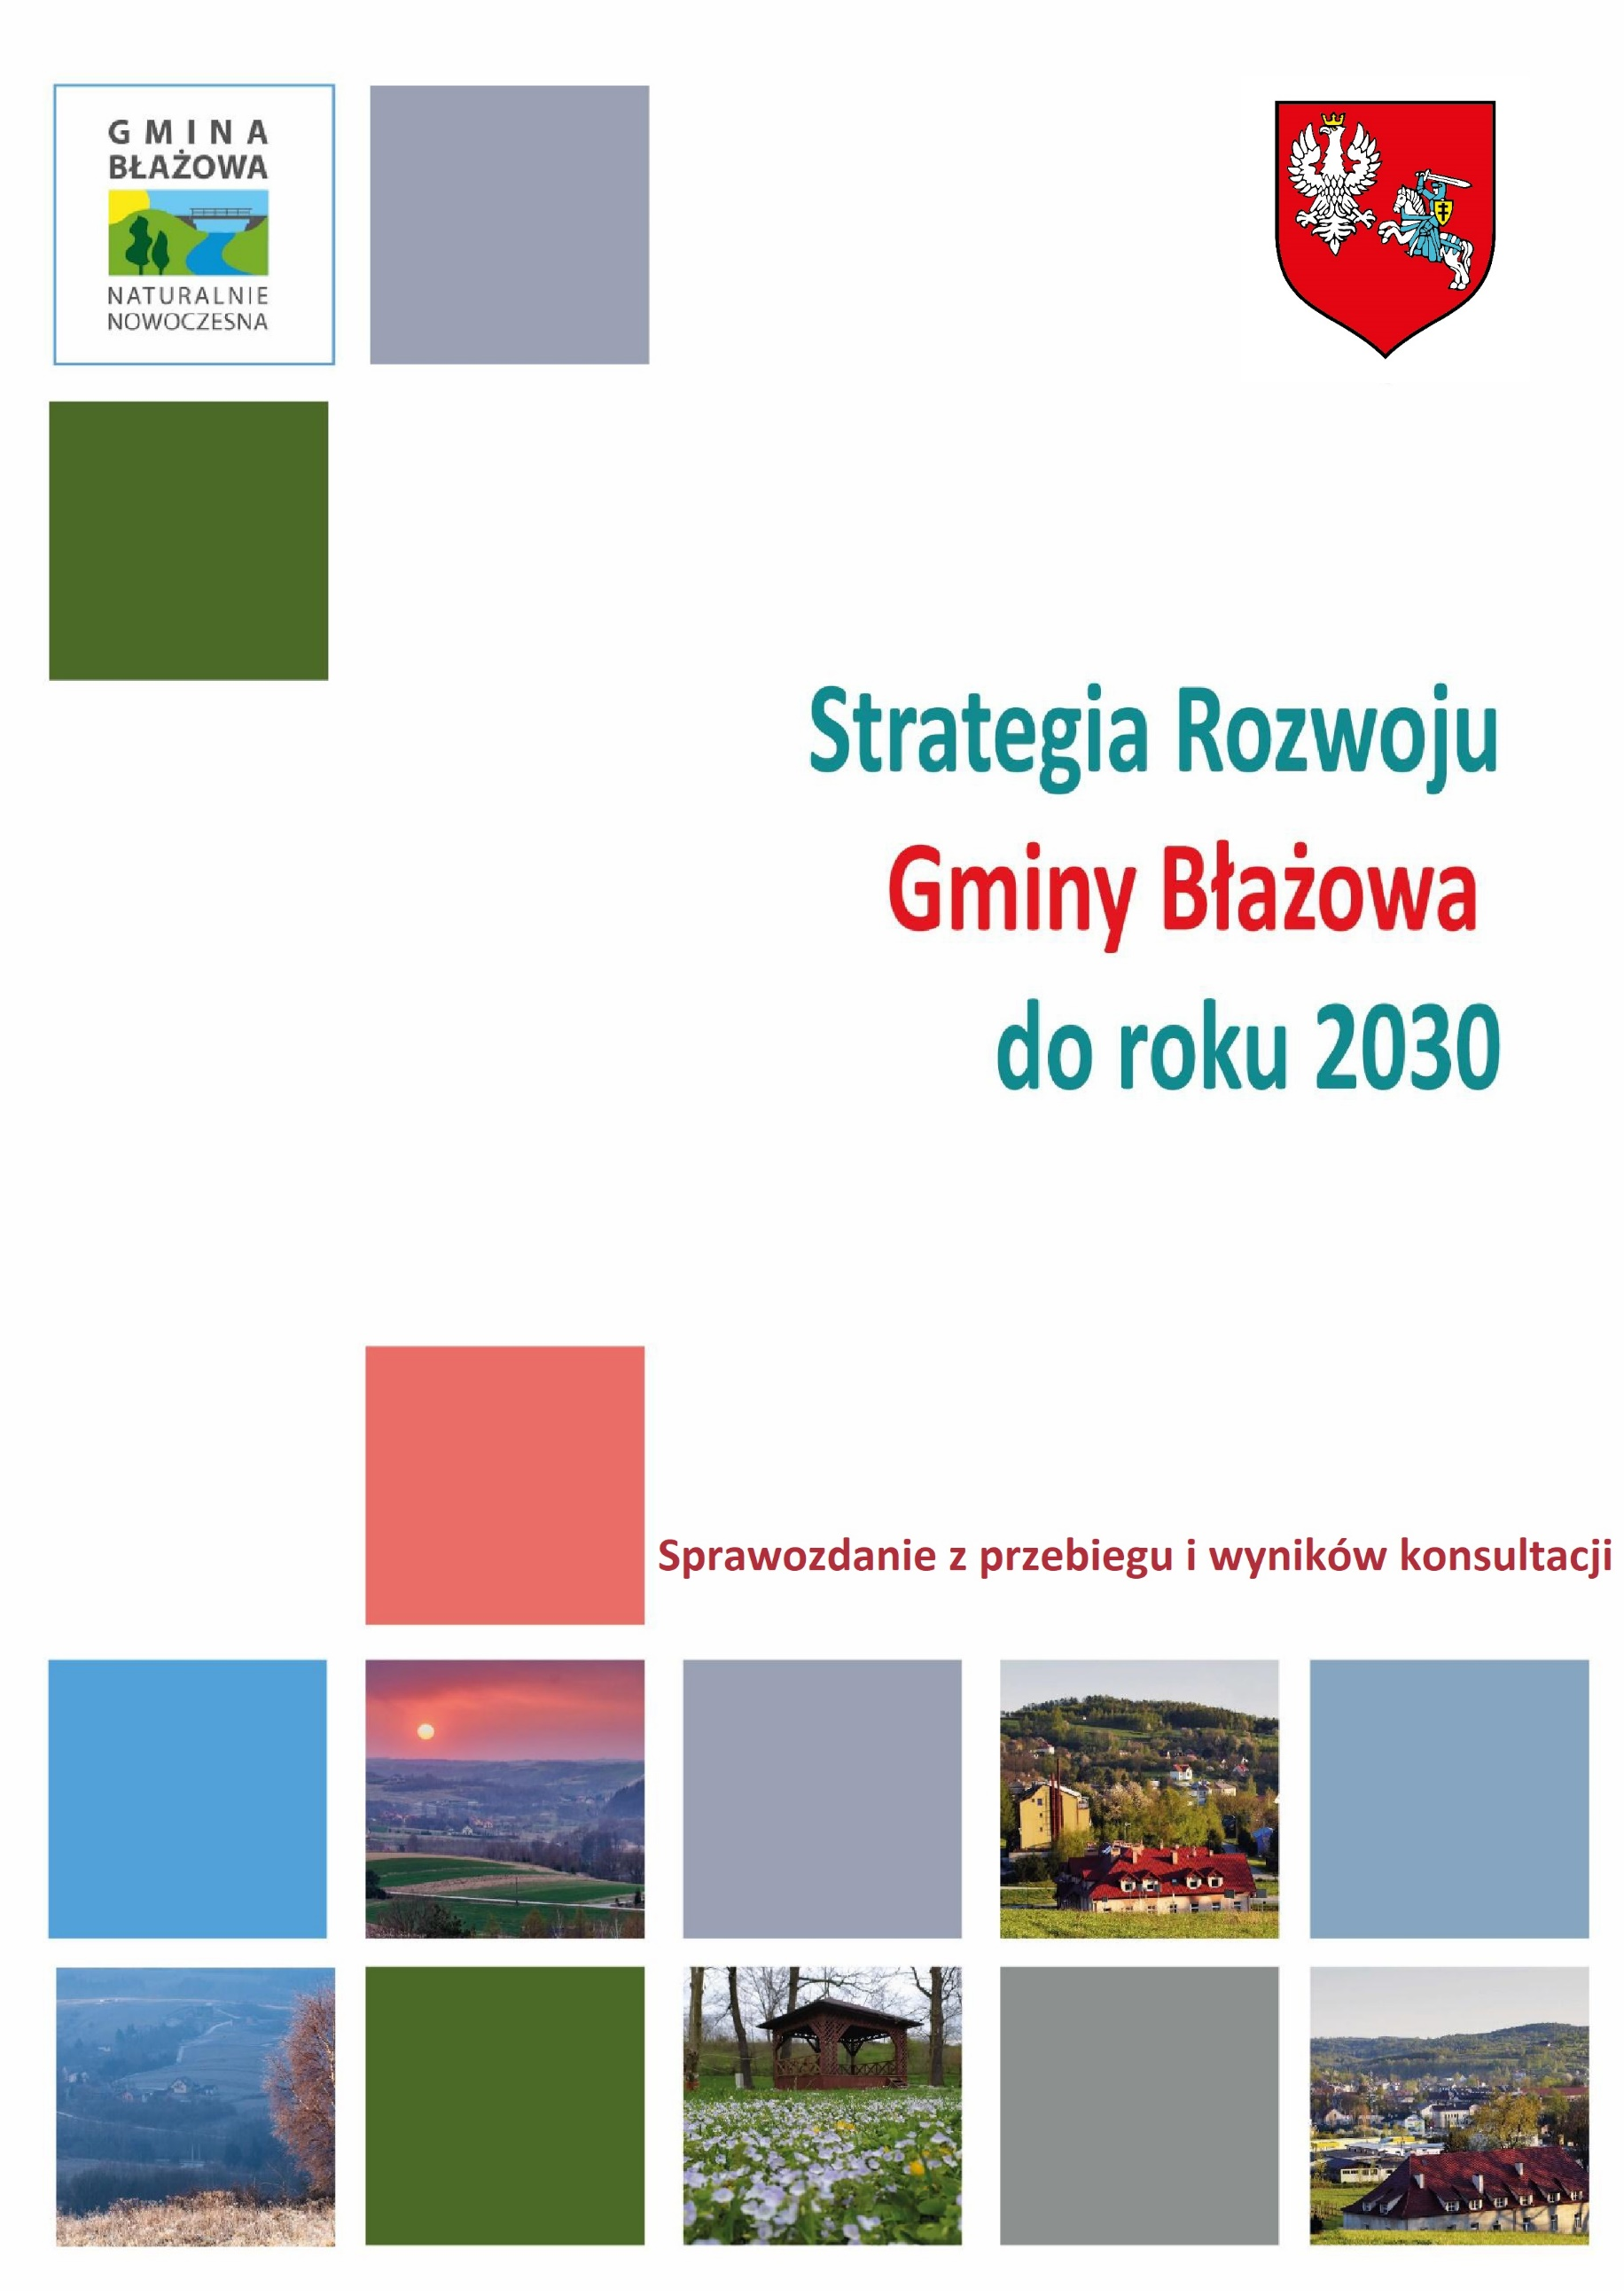 GMINA
BŁAŻOWA
NATURALNIE
NOWOCZESNA
Strategia Rozwoju
Gminy Błażowa
do roku 2030
Sprawozdanie z przebiegu i wyników konsultacji